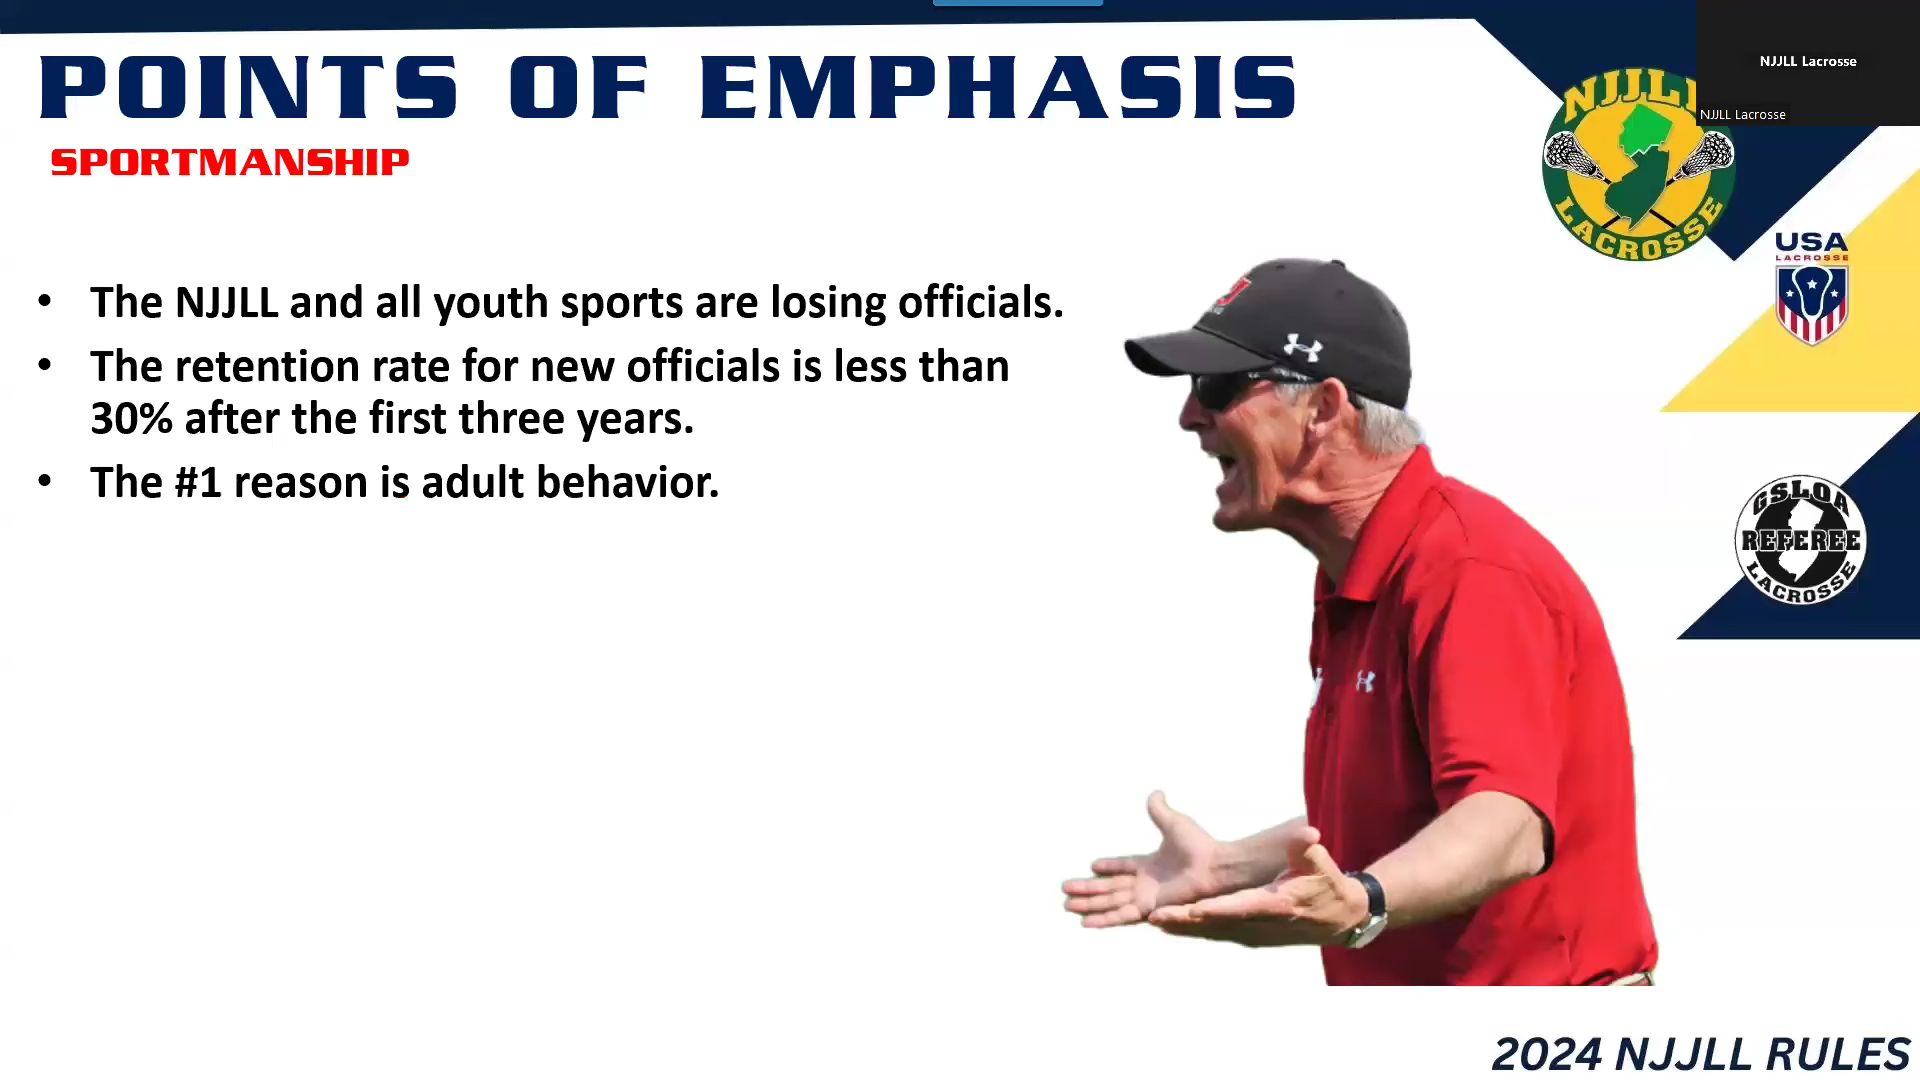 POINTS OF EMPHASIS
SPORTMANSHIP
NJJLL Lacrosse
NJJLL Lacrosse
NJJLL
LACROSSE
USA
LACROSSE
• The NJJLL and all youth sports are losing officials.
• The retention rate for new officials is less than
30% after the first three years.
• The #1 reason is adult behavior.
GSLOA
REFEREE
LACROSSE
2024 NJJLL RULES